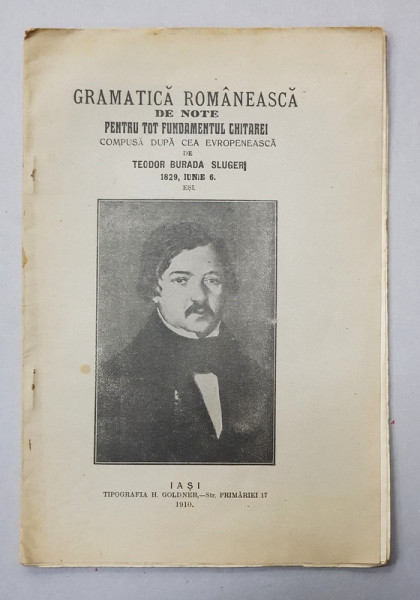 GRAMATICĂ ROMÂNEASCĂ
DE NOTE
PENTRU TOT FUNDAMENTUL CHITAREI
COMPUSĂ DUPĂ CEA EVROPENEASCĂ
DE
TEODOR BURADA SLUGERI
1829, IUNIE 6.
EȘI.
IAȘI
TIPOGRAFIA H. GOLDNER,—Str. PRIMĂRIEI 17
1910.